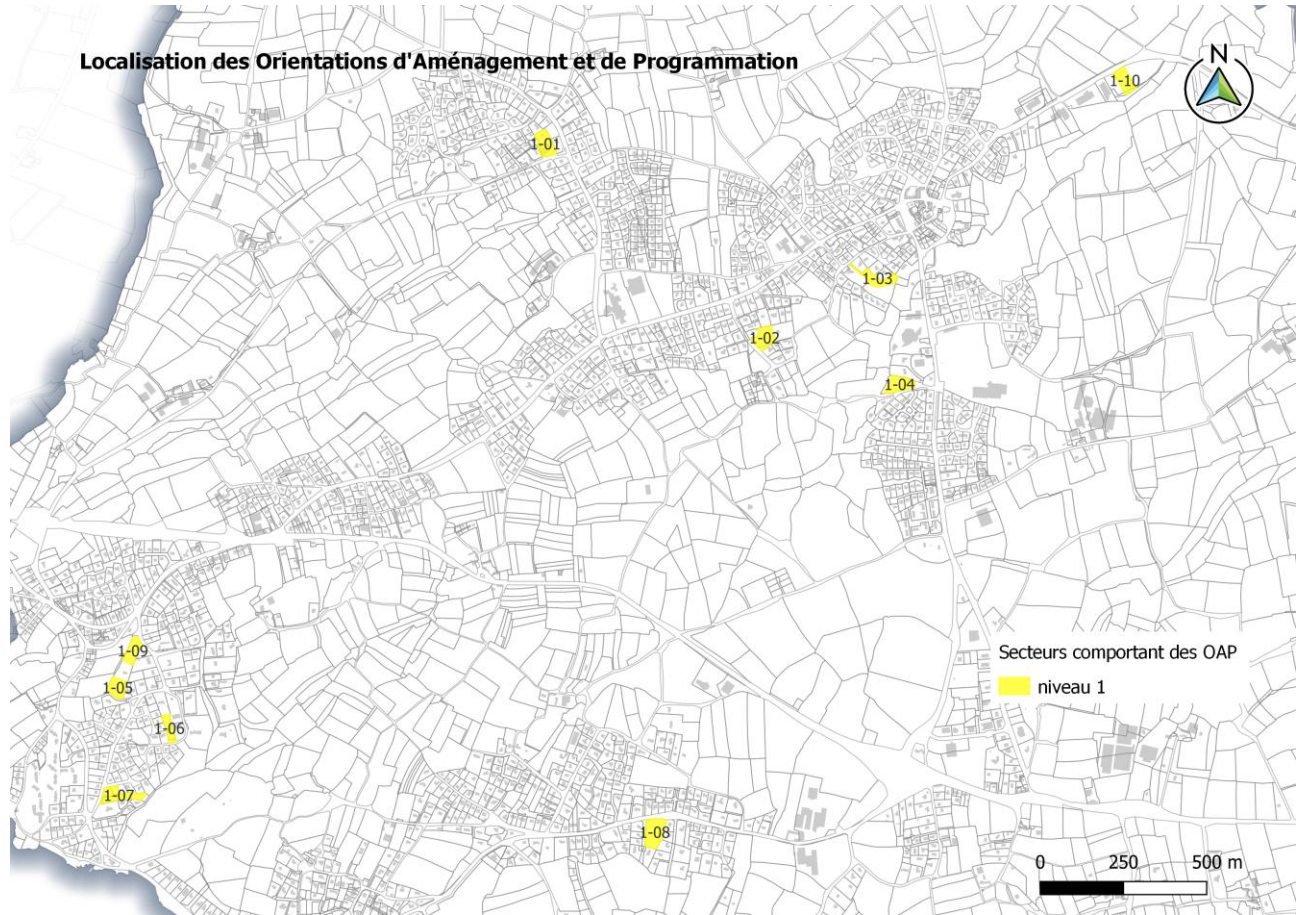 Localisation des Orientations d'Aménagement et de Programmation
N
1-10
1-01
1-03
1-02
1-04
1-09
1-05
1-06
1-07
1-08
Secteurs comportant des OAP
niveau 1
0 250 500 m